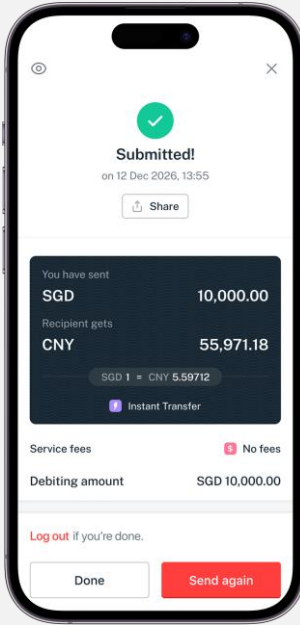 Submitted!
on 12 Dec 2026, 13:55
Share
You have sent
SGD 10,000.00
Recipient gets
CNY 55,971.18
SGD 1 = CNY 5.59712
Instant Transfer
Service fees $ No fees
Debiting amount SGD 10,000.00
Log out if you're done.
Done Send again